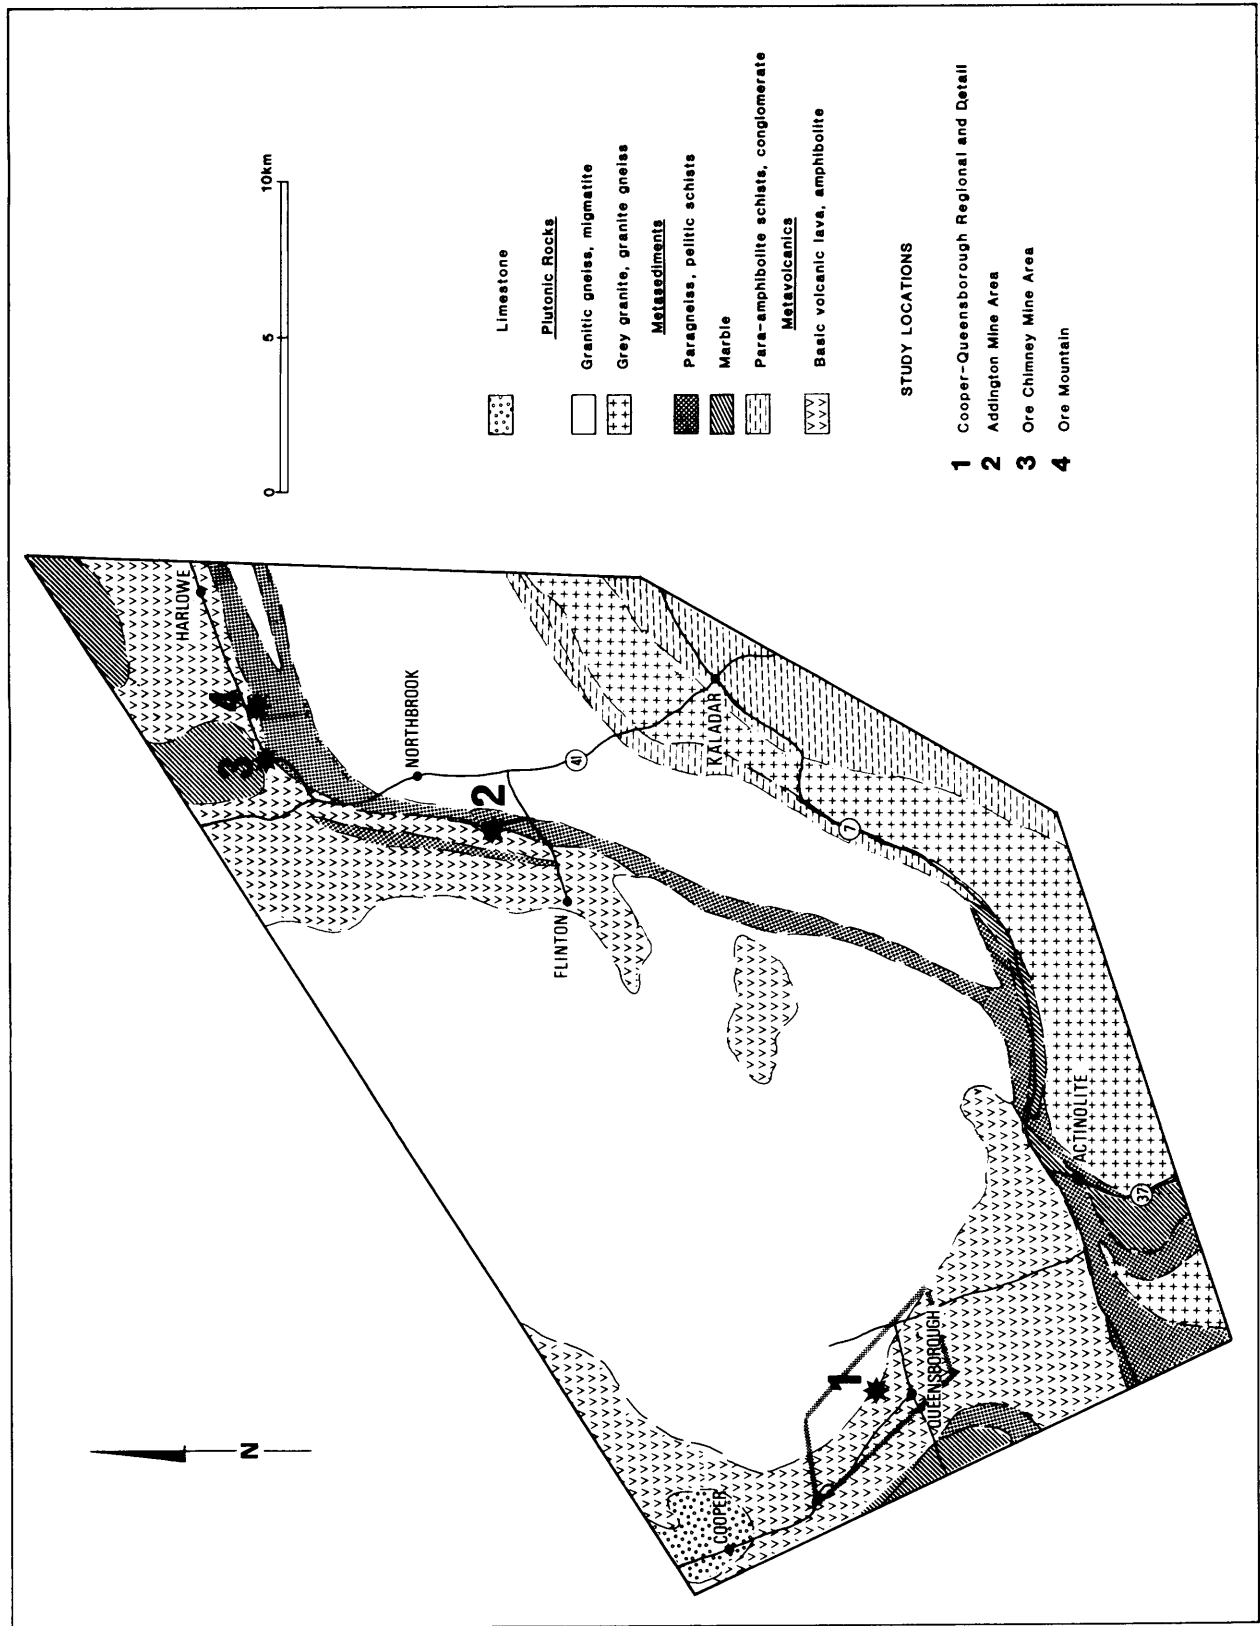 N
COOPER
QUEENSBOROUGH
1
ACTINOLITE
37
FLINTON
2
NORTHBROOK
41
KALADAR
7
3
4
HARLOWE
0
5
10km
Limestone
Plutonic Rocks
Granitic gneiss, migmatite
Grey granite, granite gneiss
Metasediments
Paragneiss, pelitic schists
Marble
Para-amphibolite schists, conglomerate
Metavolcanics
Basic volcanic lava, amphibolite
STUDY LOCATIONS
1 Cooper-Queensborough Regional and Detail
2 Addington Mine Area
3 Ore Chimney Mine Area
4 Ore Mountain